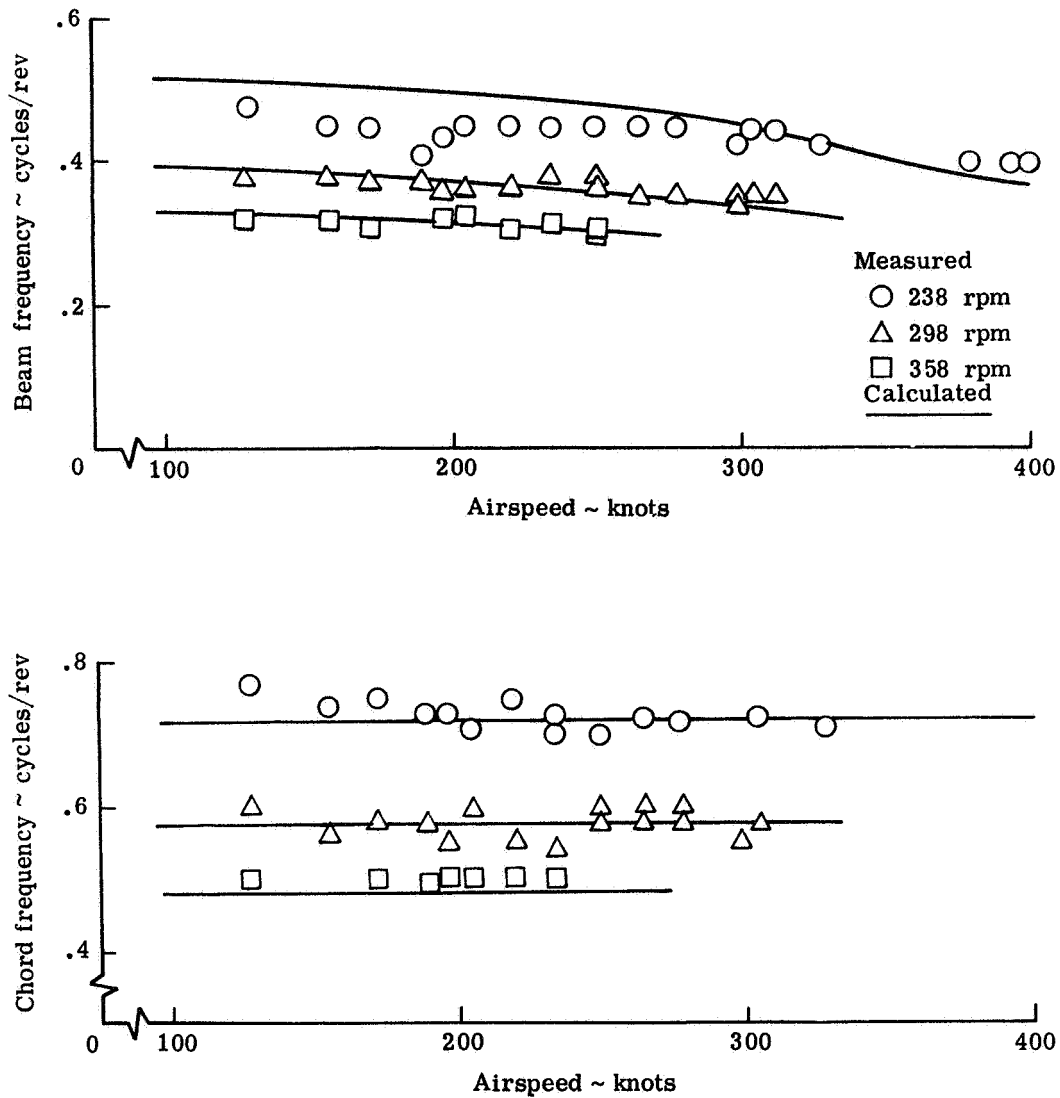 .6
.4
.2
0
Beam frequency ~ cycles/rev
Measured
238 rpm
298 rpm
358 rpm
Calculated
100 200 300 400
Airspeed ~ knots
.8
.6
.4
0
Chord frequency ~ cycles/rev
100 200 300 400
Airspeed ~ knots